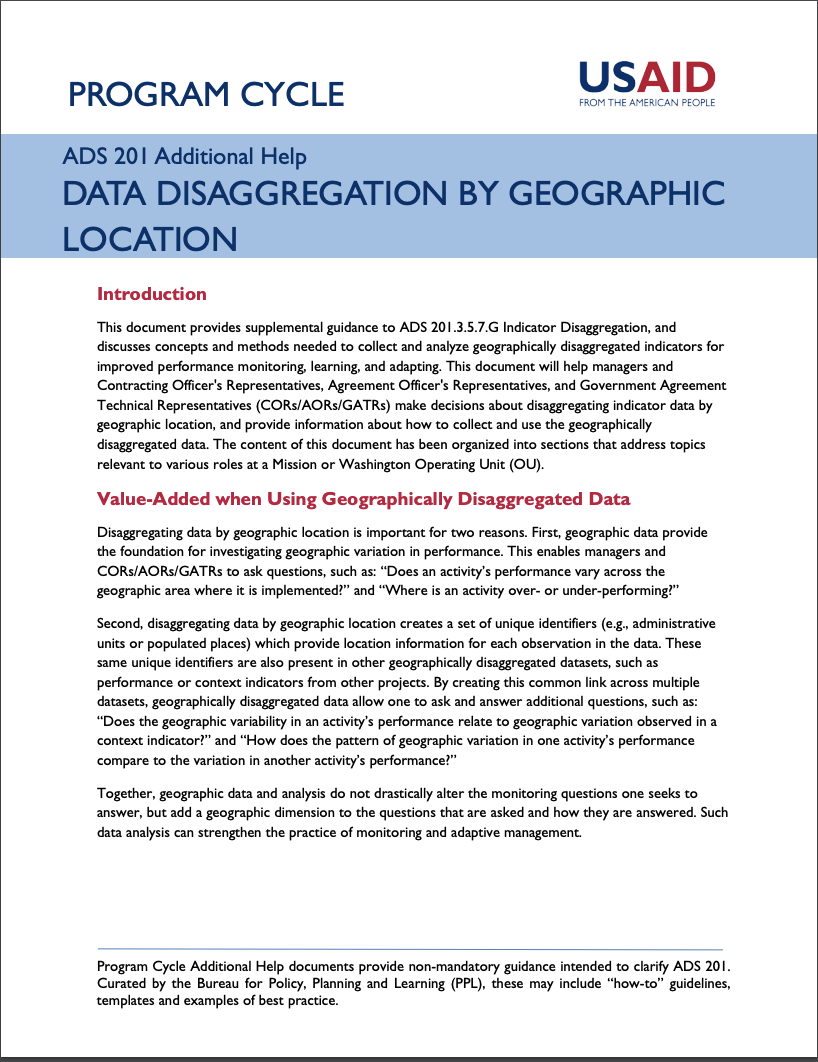 PROGRAM CYCLE
USAID
FROM THE AMERICAN PEOPLE
ADS 201 Additional Help
DATA DISAGGREGATION BY GEOGRAPHIC
LOCATION
Introduction
This document provides supplemental guidance to ADS 201.3.5.7.G Indicator Disaggregation, and
discusses concepts and methods needed to collect and analyze geographically disaggregated indicators for
improved performance monitoring, learning, and adapting. This document will help managers and
Contracting Officer's Representatives, Agreement Officer's Representatives, and Government Agreement
Technical Representatives (CORs/AORs/GATRs) make decisions about disaggregating indicator data by
geographic location, and provide information about how to collect and use the geographically
disaggregated data. The content of this document has been organized into sections that address topics
relevant to various roles at a Mission or Washington Operating Unit (OU).
Value-Added when Using Geographically Disaggregated Data
Disaggregating data by geographic location is important for two reasons. First, geographic data provide
the foundation for investigating geographic variation in performance. This enables managers and
CORs/AORs/GATRs to ask questions, such as: “Does an activity’s performance vary across the
geographic area where it is implemented?” and “Where is an activity over- or under-performing?”
Second, disaggregating data by geographic location creates a set of unique identifiers (e.g., administrative
units or populated places) which provide location information for each observation in the data. These
same unique identifiers are also present in other geographically disaggregated datasets, such as
performance or context indicators from other projects. By creating this common link across multiple
datasets, geographically disaggregated data allow one to ask and answer additional questions, such as:
“Does the geographic variability in an activity’s performance relate to geographic variation observed in a
context indicator?” and “How does the pattern of geographic variation in one activity’s performance
compare to the variation in another activity’s performance?”
Together, geographic data and analysis do not drastically alter the monitoring questions one seeks to
answer, but add a geographic dimension to the questions that are asked and how they are answered. Such
data analysis can strengthen the practice of monitoring and adaptive management.
Program Cycle Additional Help documents provide non-mandatory guidance intended to clarify ADS 201.
Curated by the Bureau for Policy, Planning and Learning (PPL), these may include “how-to” guidelines,
templates and examples of best practice.